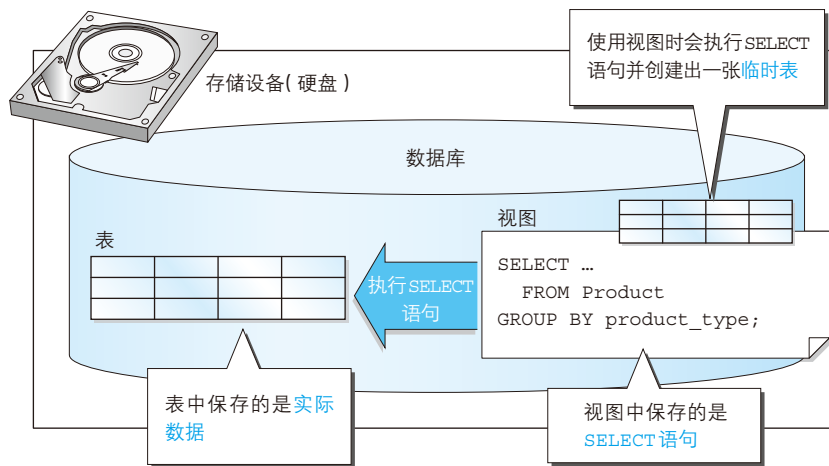 使用视图时会执行SELECT
语句并创建出一张临时表
存储设备( 硬盘 )
数据库
视图
表
SELECT …
FROM Product
GROUP BY product_type;
执行SELECT
语句
表中保存的是实际
数据
视图中保存的是
SELECT语句